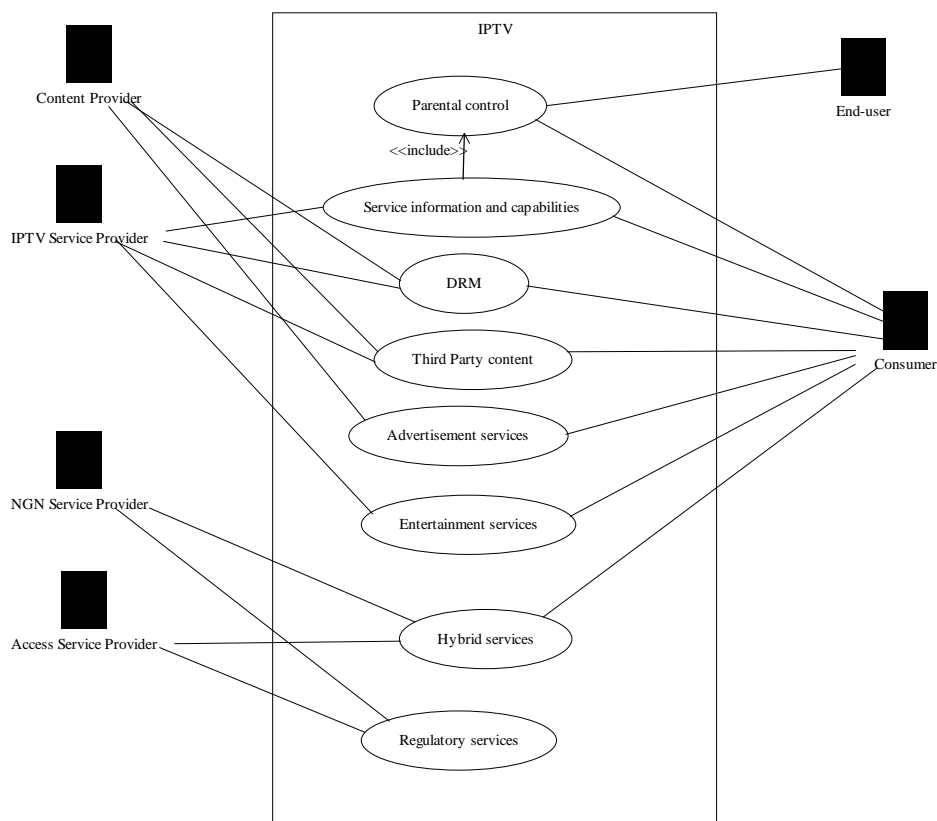 IPTV
Content Provider
Parental control
End-user
<<include>>
Service information and capabilities
IPTV Service Provider
DRM
Third Party content
Consumer
Advertisement services
NGN Service Provider
Entertainment services
Access Service Provider
Hybrid services
Regulatory services